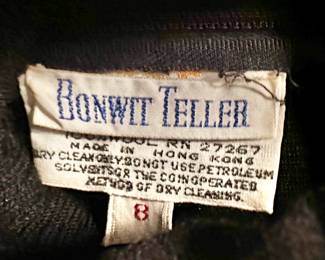 BONWIT TELLER
RN 27267
MADE IN HONG KONG
DRY CLEAN ONLY DO NOT USE PETROLEUM
SOLVENTS OR THE COIN OPERATED
METHOD OF DRY CLEANING.
8